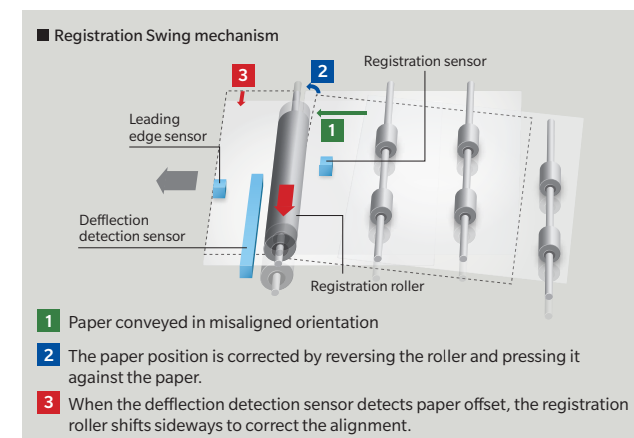 ■ Registration Swing mechanism
Registration sensor
3
2
1
Leading
edge sensor
Defflection
detection sensor
Registration roller
1 Paper conveyed in misaligned orientation
2 The paper position is corrected by reversing the roller and pressing it
against the paper.
3 When the defflection detection sensor detects paper offset, the registration
roller shifts sideways to correct the alignment.